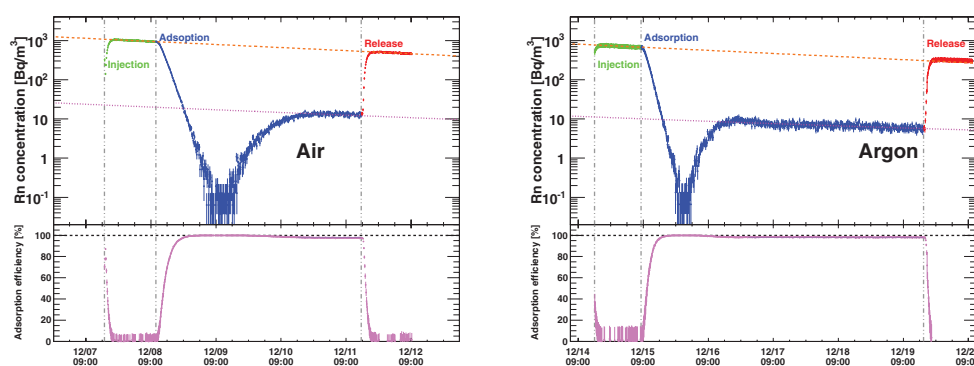 Rn concentration [Bq/m³]
10³
10²
10
1
10⁻¹
Injection
Adsoption
Release
Air
Adsorption efficiency [%]
100
80
60
40
20
0
12/07 12/08 12/09 12/10 12/11 12/12
09:00 09:00 09:00 09:00 09:00 09:00
Rn concentration [Bq/m³]
10³
10²
10
1
10⁻¹
Injection
Adsorption
Release
Argon
Adsorption efficiency [%]
100
80
60
40
20
0
12/14 12/15 12/16 12/17 12/18 12/19
09:00 09:00 09:00 09:00 09:00 09:00 09:00